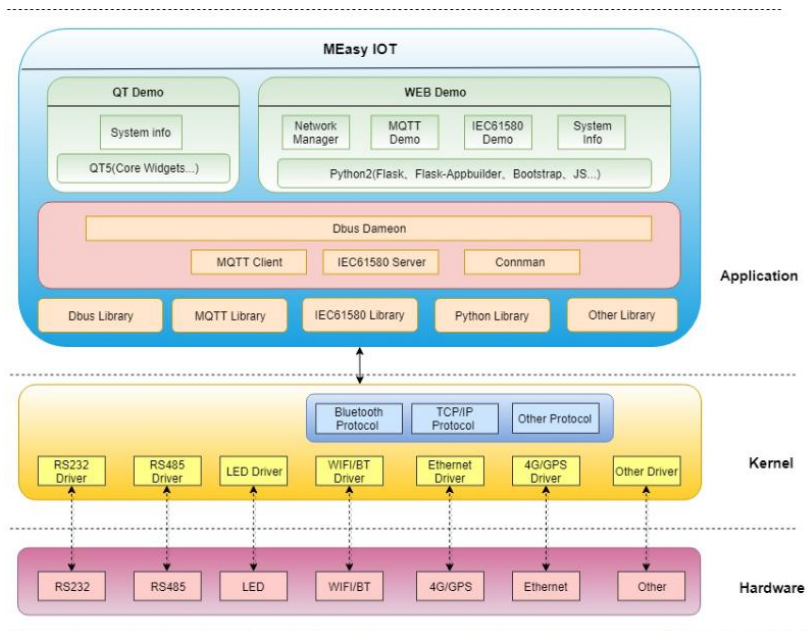 MEasy IOT
QT Demo
System info
QT5(Core Widgets...)
WEB Demo
Network
Manager
MQTT
Demo
IEC61580
Demo
System
Info
Python2(Flask、Flask-Appbuilder、Bootstrap、JS...)
Dbus Dameon
MQTT Client
IEC61580 Server
Connman
Dbus Library
MQTT Library
IEC61580 Library
Python Library
Other Library
Application
Bluetooth
Protocol
TCP/IP
Protocol
Other Protocol
RS232
Driver
RS485
Driver
LED Driver
WIFI/BT
Driver
Ethernet
Driver
4G/GPS
Driver
Other Driver
Kernel
RS232
RS485
LED
WIFI/BT
4G/GPS
Ethernet
Other
Hardware